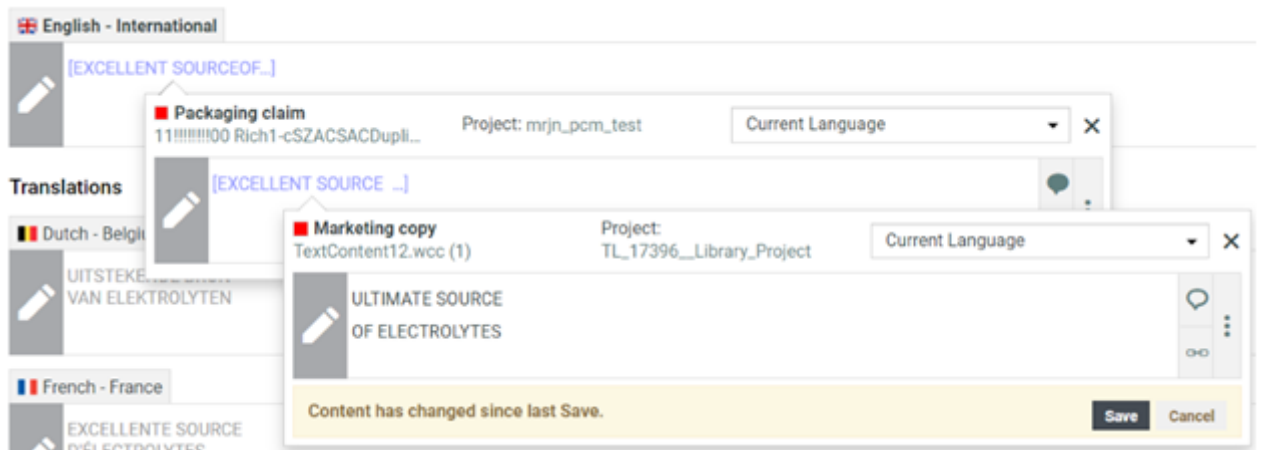 English - International
[EXCELLENT SOURCEOF...]
Packaging claim
Project: mrjn_pcm_test
Current Language
11!!!!!!!!!00 Rich1-cSZACSACDupli...
[EXCELLENT SOURCE ...]
Translations
Marketing copy
Project:
Current Language
TextContent12.wcc (1)
TL_17396__Library_Project
Dutch - Belgi
ULTIMATE SOURCE
OF ELECTROLYTES
VAN ELEKTROLYTEN
French - France
Content has changed since last Save.
Save
Cancel
EXCELLENTE SOURCE
D'ÉLECTROLYTES